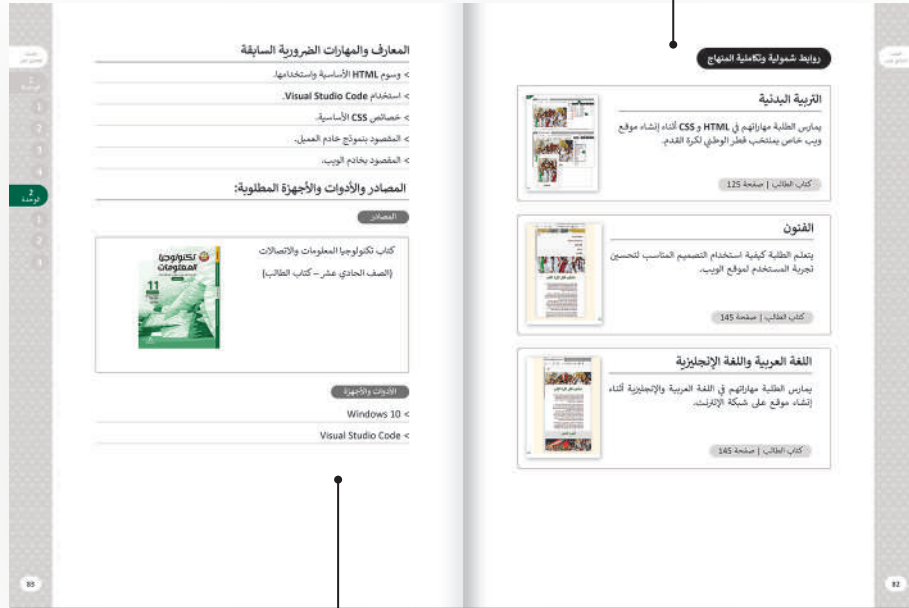 روابط شمولية وتكاملية المنهاج
التربية البدنية
يمارس الطلبة مهاراتهم في HTML و CSS أثناء إنشاء موقع
ويب خاص بمنتخب قطر الوطني لكرة القدم.
كتاب الطالب | صفحة 125
الفنون
يتعلم الطلبة كيفية استخدام التصميم المناسب لتحسين
تجربة المستخدم لموقع الويب.
كتاب الطالب | صفحة 145
اللغة العربية واللغة الإنجليزية
يمارس الطلبة مهاراتهم في اللغة العربية والإنجليزية أثناء
إنشاء موقع على شبكة الإنترنت.
كتاب الطالب | صفحة 145
82
المعارف والمهارات الضرورية السابقة
> وسوم HTML الأساسية واستخدامها.
> استخدام Visual Studio Code.
> خصائص CSS الأساسية.
> المقصود بنموذج خادم العميل.
> المقصود بخادم الويب.
المصادر والأدوات والأجهزة المطلوبة:
المصادر
كتاب تكنولوجيا المعلومات والاتصالات
(الصف الحادي عشر – كتاب الطالب)
تكنولوجيا
المعلومات
11
الأدوات والأجهزة
> Windows 10
> Visual Studio Code
2
الوحدة
83